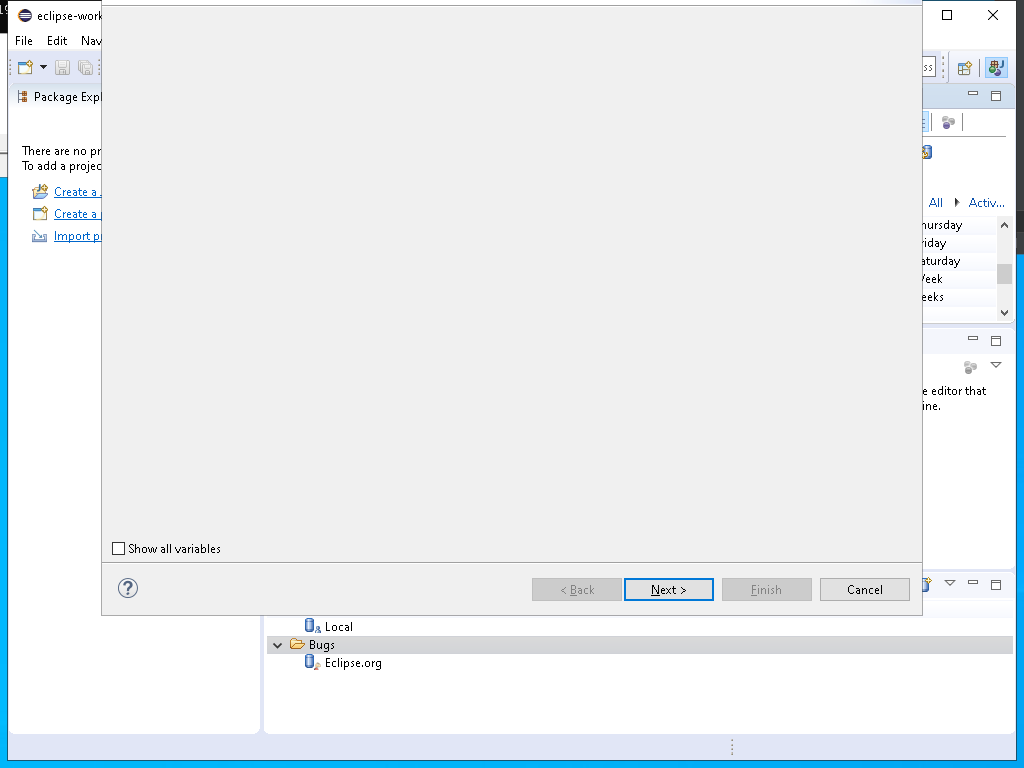 eclipse-work
File Edit Nav
Package Expl
There are no pr
To add a projec
Create a
Create a
Import p
All Activ...
hursday
riday
aturday
Veek
eeks
e editor that
ine.
Show all variables
< Back Next > Finish Cancel
Local
Bugs
Eclipse.org